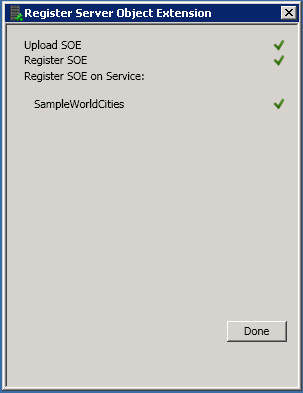 Register Server Object Extension
Upload SOE
Register SOE
Register SOE on Service:
SampleWorldCities
Done